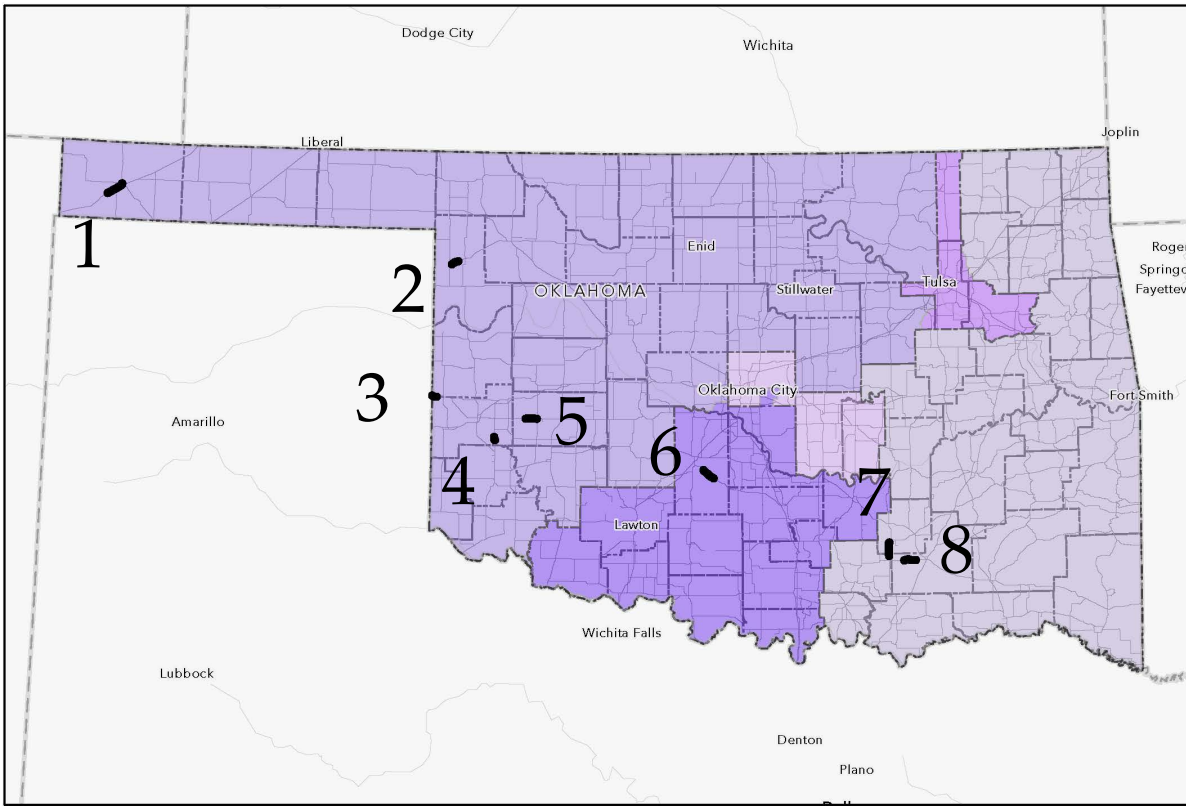 Dodge City
Wichita
Joplin
Liberal
1
2
Enid
OKLAHOMA
Stillwater
Tulsa
Roger
Springd
Fayettev
3
Amarillo
Oklahoma City
Fort Smith
5
4
6
7
Lawton
8
Wichita Falls
Lubbock
Denton
Plano